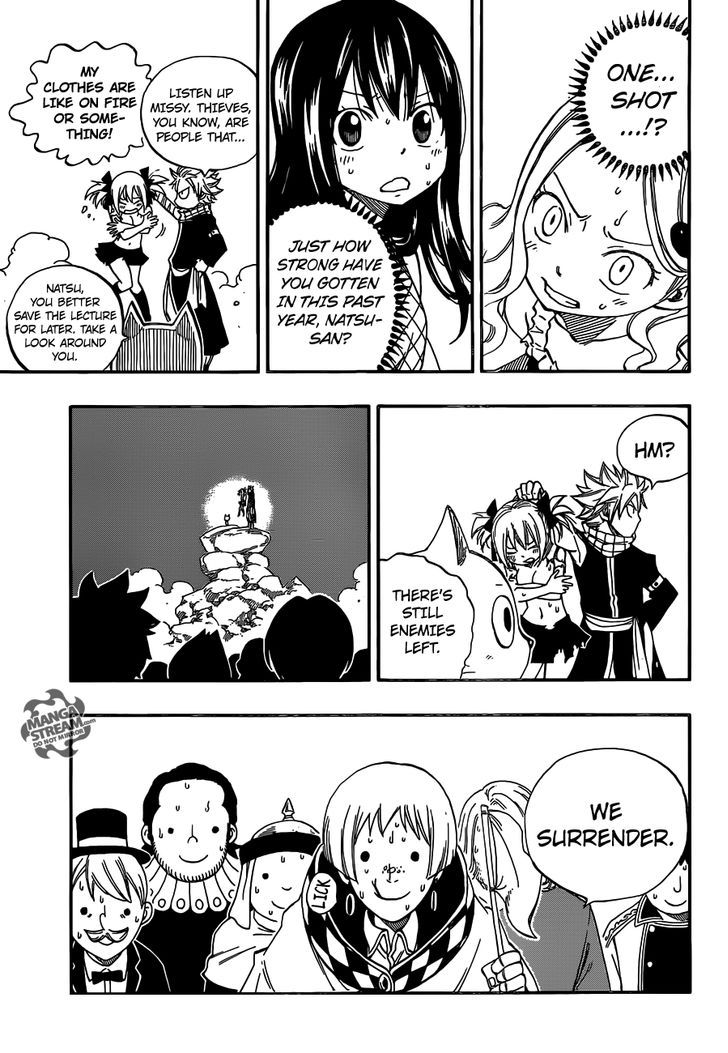 ONE...
SHOT
...!?
JUST HOW
STRONG HAVE
YOU GOTTEN
IN THIS PAST
YEAR, NATSU-
SAN?
LISTEN UP
MISSY. THIEVES,
YOU KNOW, ARE
PEOPLE THAT...
MY
CLOTHES ARE
LIKE ON FIRE
OR SOME-
THING!
NATSU,
YOU BETTER
SAVE THE LECTURE
FOR LATER. TAKE A
LOOK AROUND
YOU.
HM?
THERE'S
STILL
ENEMIES
LEFT.
MANGA
STREAM.com
DO NOT MIRROR
WE
SURRENDER.
LICK